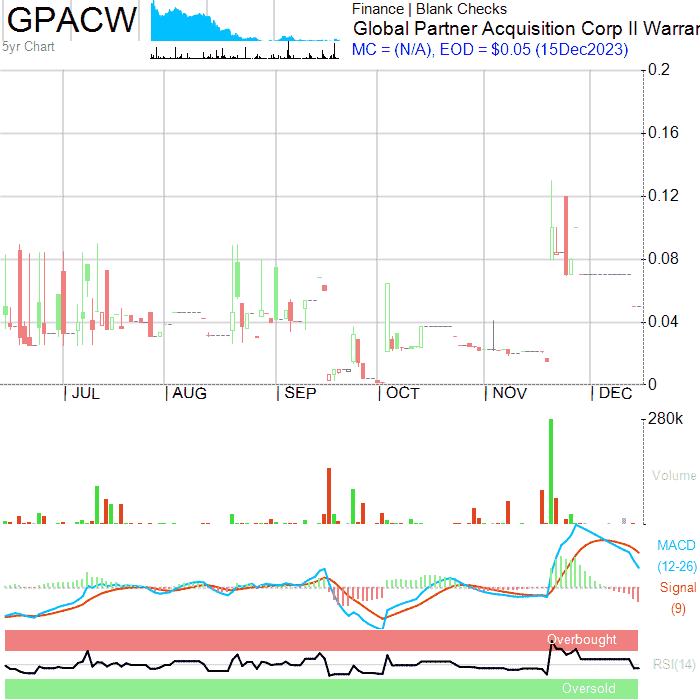 GPACW
5yr Chart
Finance | Blank Checks
Global Partner Acquisition Corp II Warran
MC = (N/A), EOD = $0.05 (15Dec2023)
0.2
0.16
0.12
0.08
0.04
0
JUL
AUG
SEP
OCT
NOV
DEC
280k
Volume
MACD
(12-26)
Signal
(9)
Overbought
RSI(14)
Oversold